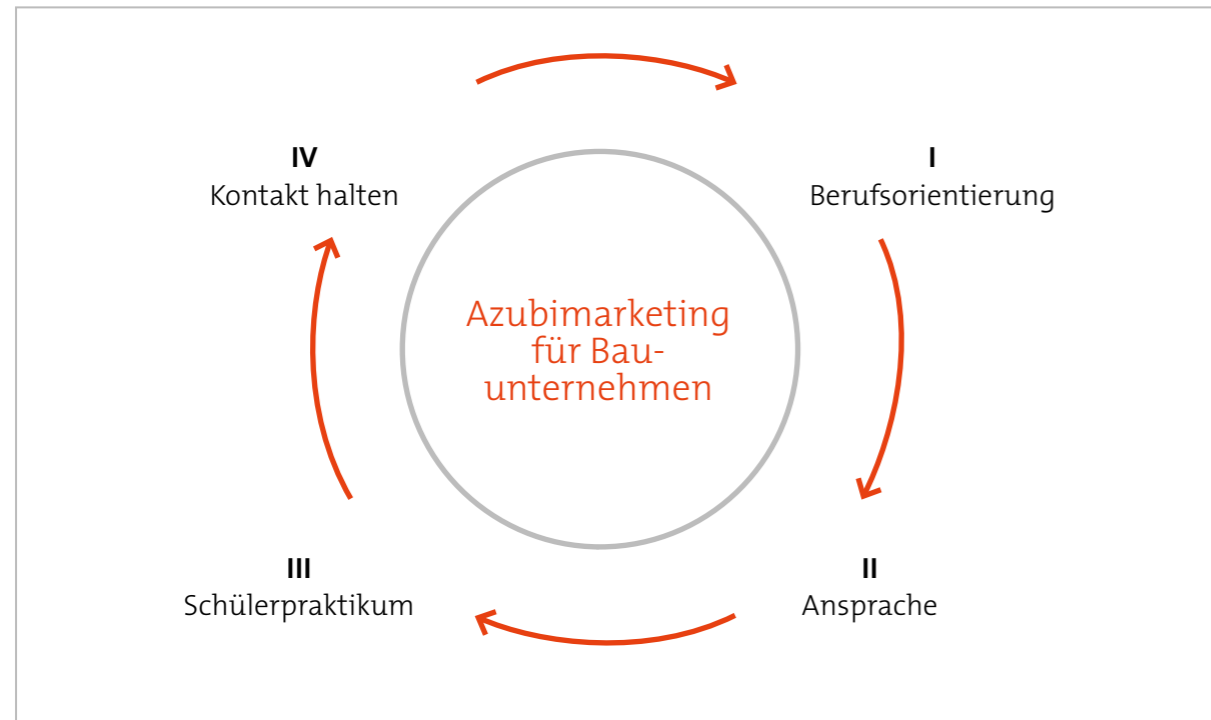 IV
Kontakt halten
I
Berufsorientierung
Azubimarketing
für Bau-
unternehmen
III
Schülerpraktikum
II
Ansprache